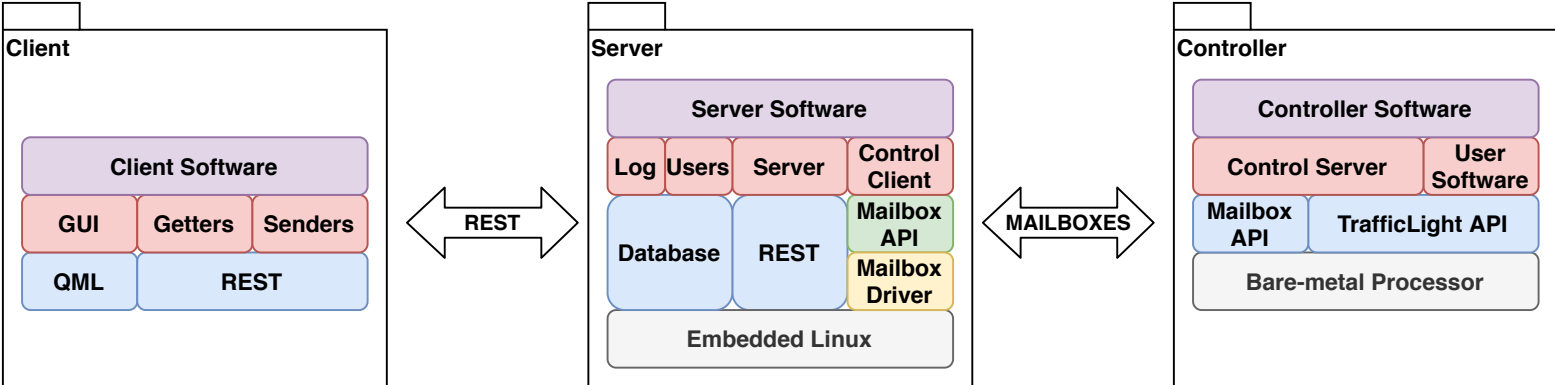 Client
Client Software
GUI
Getters
Senders
QML
REST
REST
Server
Server Software
Log
Users
Server
Control
Client
Database
REST
Mailbox
API
Mailbox
Driver
Embedded Linux
MAILBOXES
Controller
Controller Software
Control Server
User
Software
Mailbox
API
TrafficLight API
Bare-metal Processor